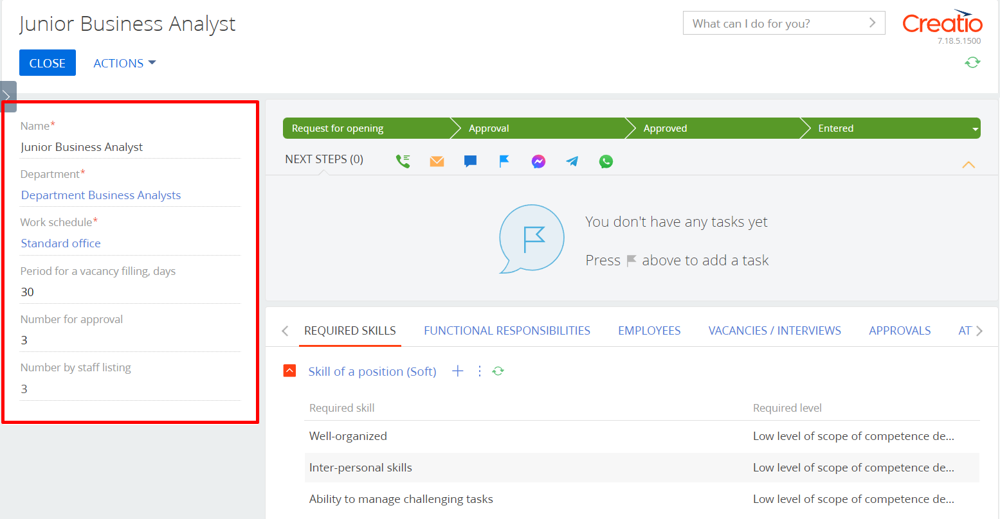 Junior Business Analyst
What can I do for you?
Creatio
7.18.5.1500
CLOSE
ACTIONS
Name*
Junior Business Analyst
Department*
Department Business Analysts
Work schedule*
Standard office
Period for a vacancy filling, days
30
Number for approval
3
Number by staff listing
3
Request for opening
Approval
Approved
Entered
NEXT STEPS (0)
You don't have any tasks yet
Press above to add a task
REQUIRED SKILLS
FUNCTIONAL RESPONSIBILITIES
EMPLOYEES
VACANCIES / INTERVIEWS
APPROVALS
AT
Skill of a position (Soft)
Required skill
Required level
Well-organized
Low level of scope of competence de...
Inter-personal skills
Low level of scope of competence de...
Ability to manage challenging tasks
Low level of scope of competence de...